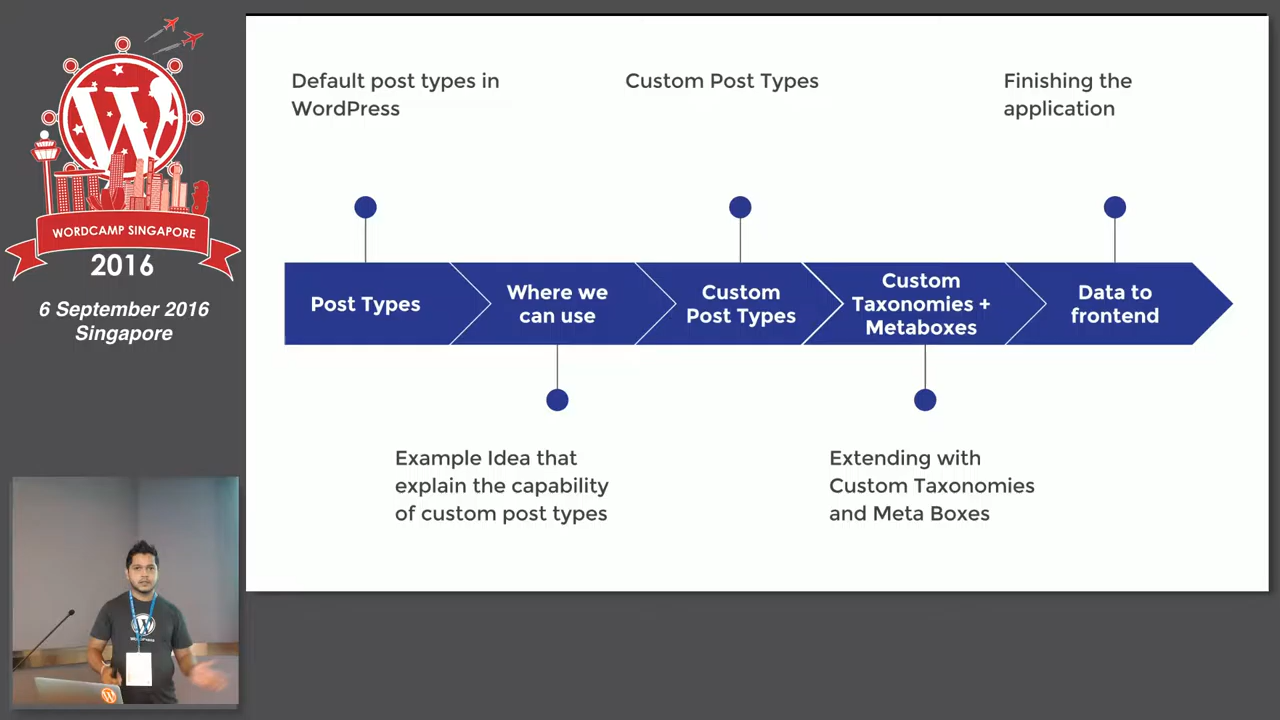 WORDCAMP SINGAPORE
2016
6 September 2016
Singapore
Default post types in
WordPress
Custom Post Types
Finishing the
application
Post Types
Where we
can use
Custom
Post Types
Custom
Taxonomies +
Metaboxes
Data to
frontend
Example Idea that
explain the capability
of custom post types
Extending with
Custom Taxonomies
and Meta Boxes